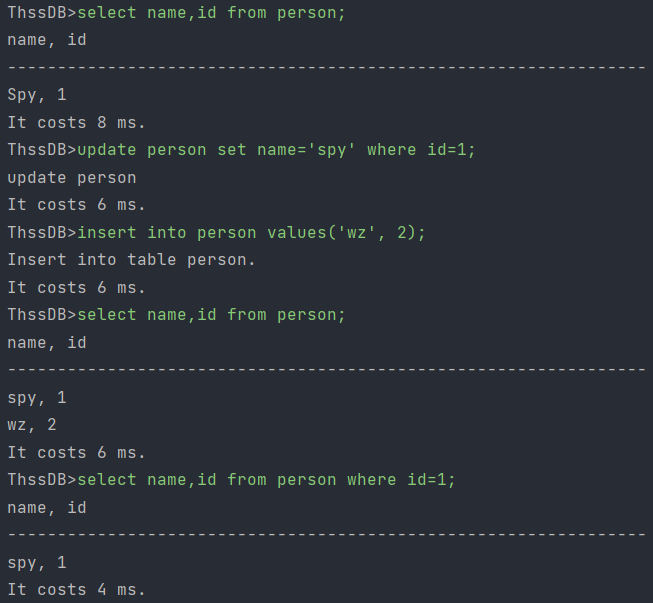 ThssDB>select name,id from person;
name, id
----------------------------------------------------------------
Spy, 1
It costs 8 ms.
ThssDB>update person set name='spy' where id=1;
update person
It costs 6 ms.
ThssDB>insert into person values('wz', 2);
Insert into table person.
It costs 6 ms.
ThssDB>select name,id from person;
name, id
----------------------------------------------------------------
spy, 1
wz, 2
It costs 6 ms.
ThssDB>select name,id from person where id=1;
name, id
----------------------------------------------------------------
spy, 1
It costs 4 ms.